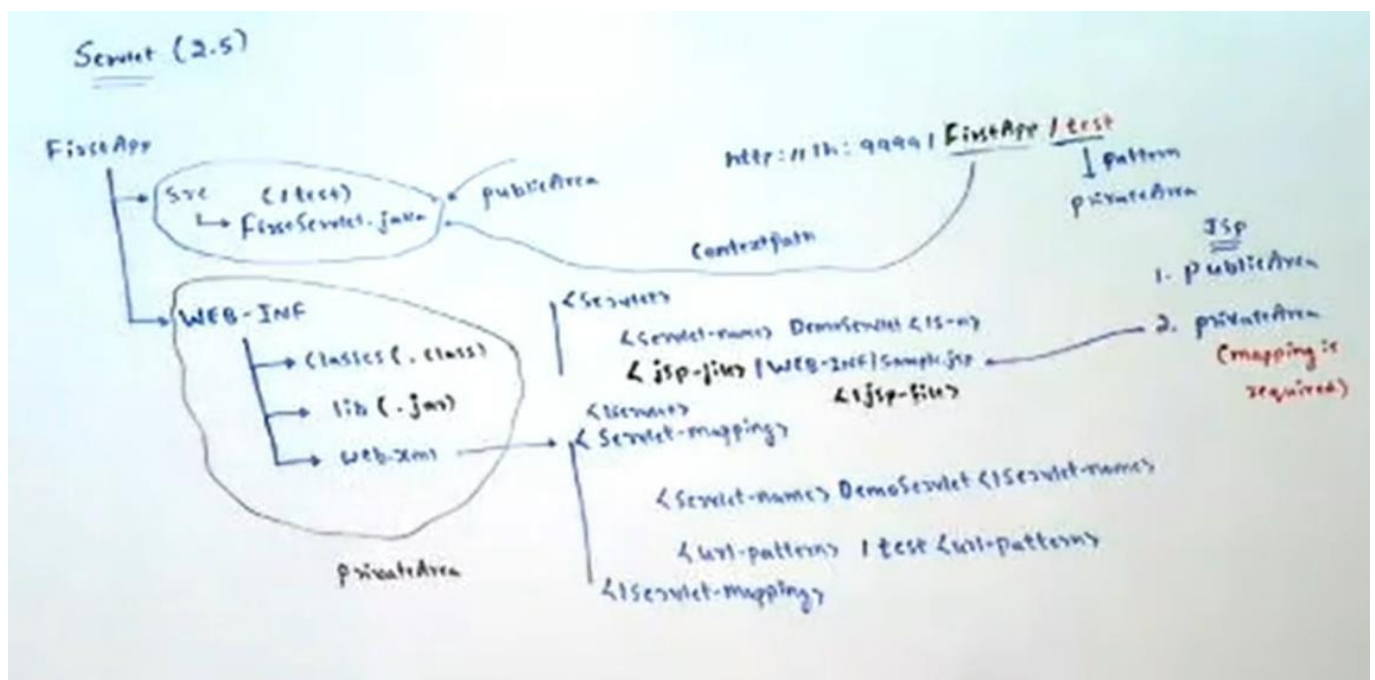 Servlet (2.5)
FirstApp
src (/test)
FirstServlet.java
publicArea
http://lh:9999/FirstApp/test
pattern
privateArea
ContextPath
Jsp
1. publicArea
2. privateArea
(mapping is
required)
WEB-INF
classes (.class)
lib (.jar)
web.xml
privateArea
<servlet>
<servlet-name> DemoServlet </s-n>
<jsp-file> /WEB-INF/Sample.jsp
</jsp-file>
</servlet>
<servlet-mapping>
<servlet-name> DemoServlet </servlet-name>
<url-pattern> /test <url-pattern>
</servlet-mapping>